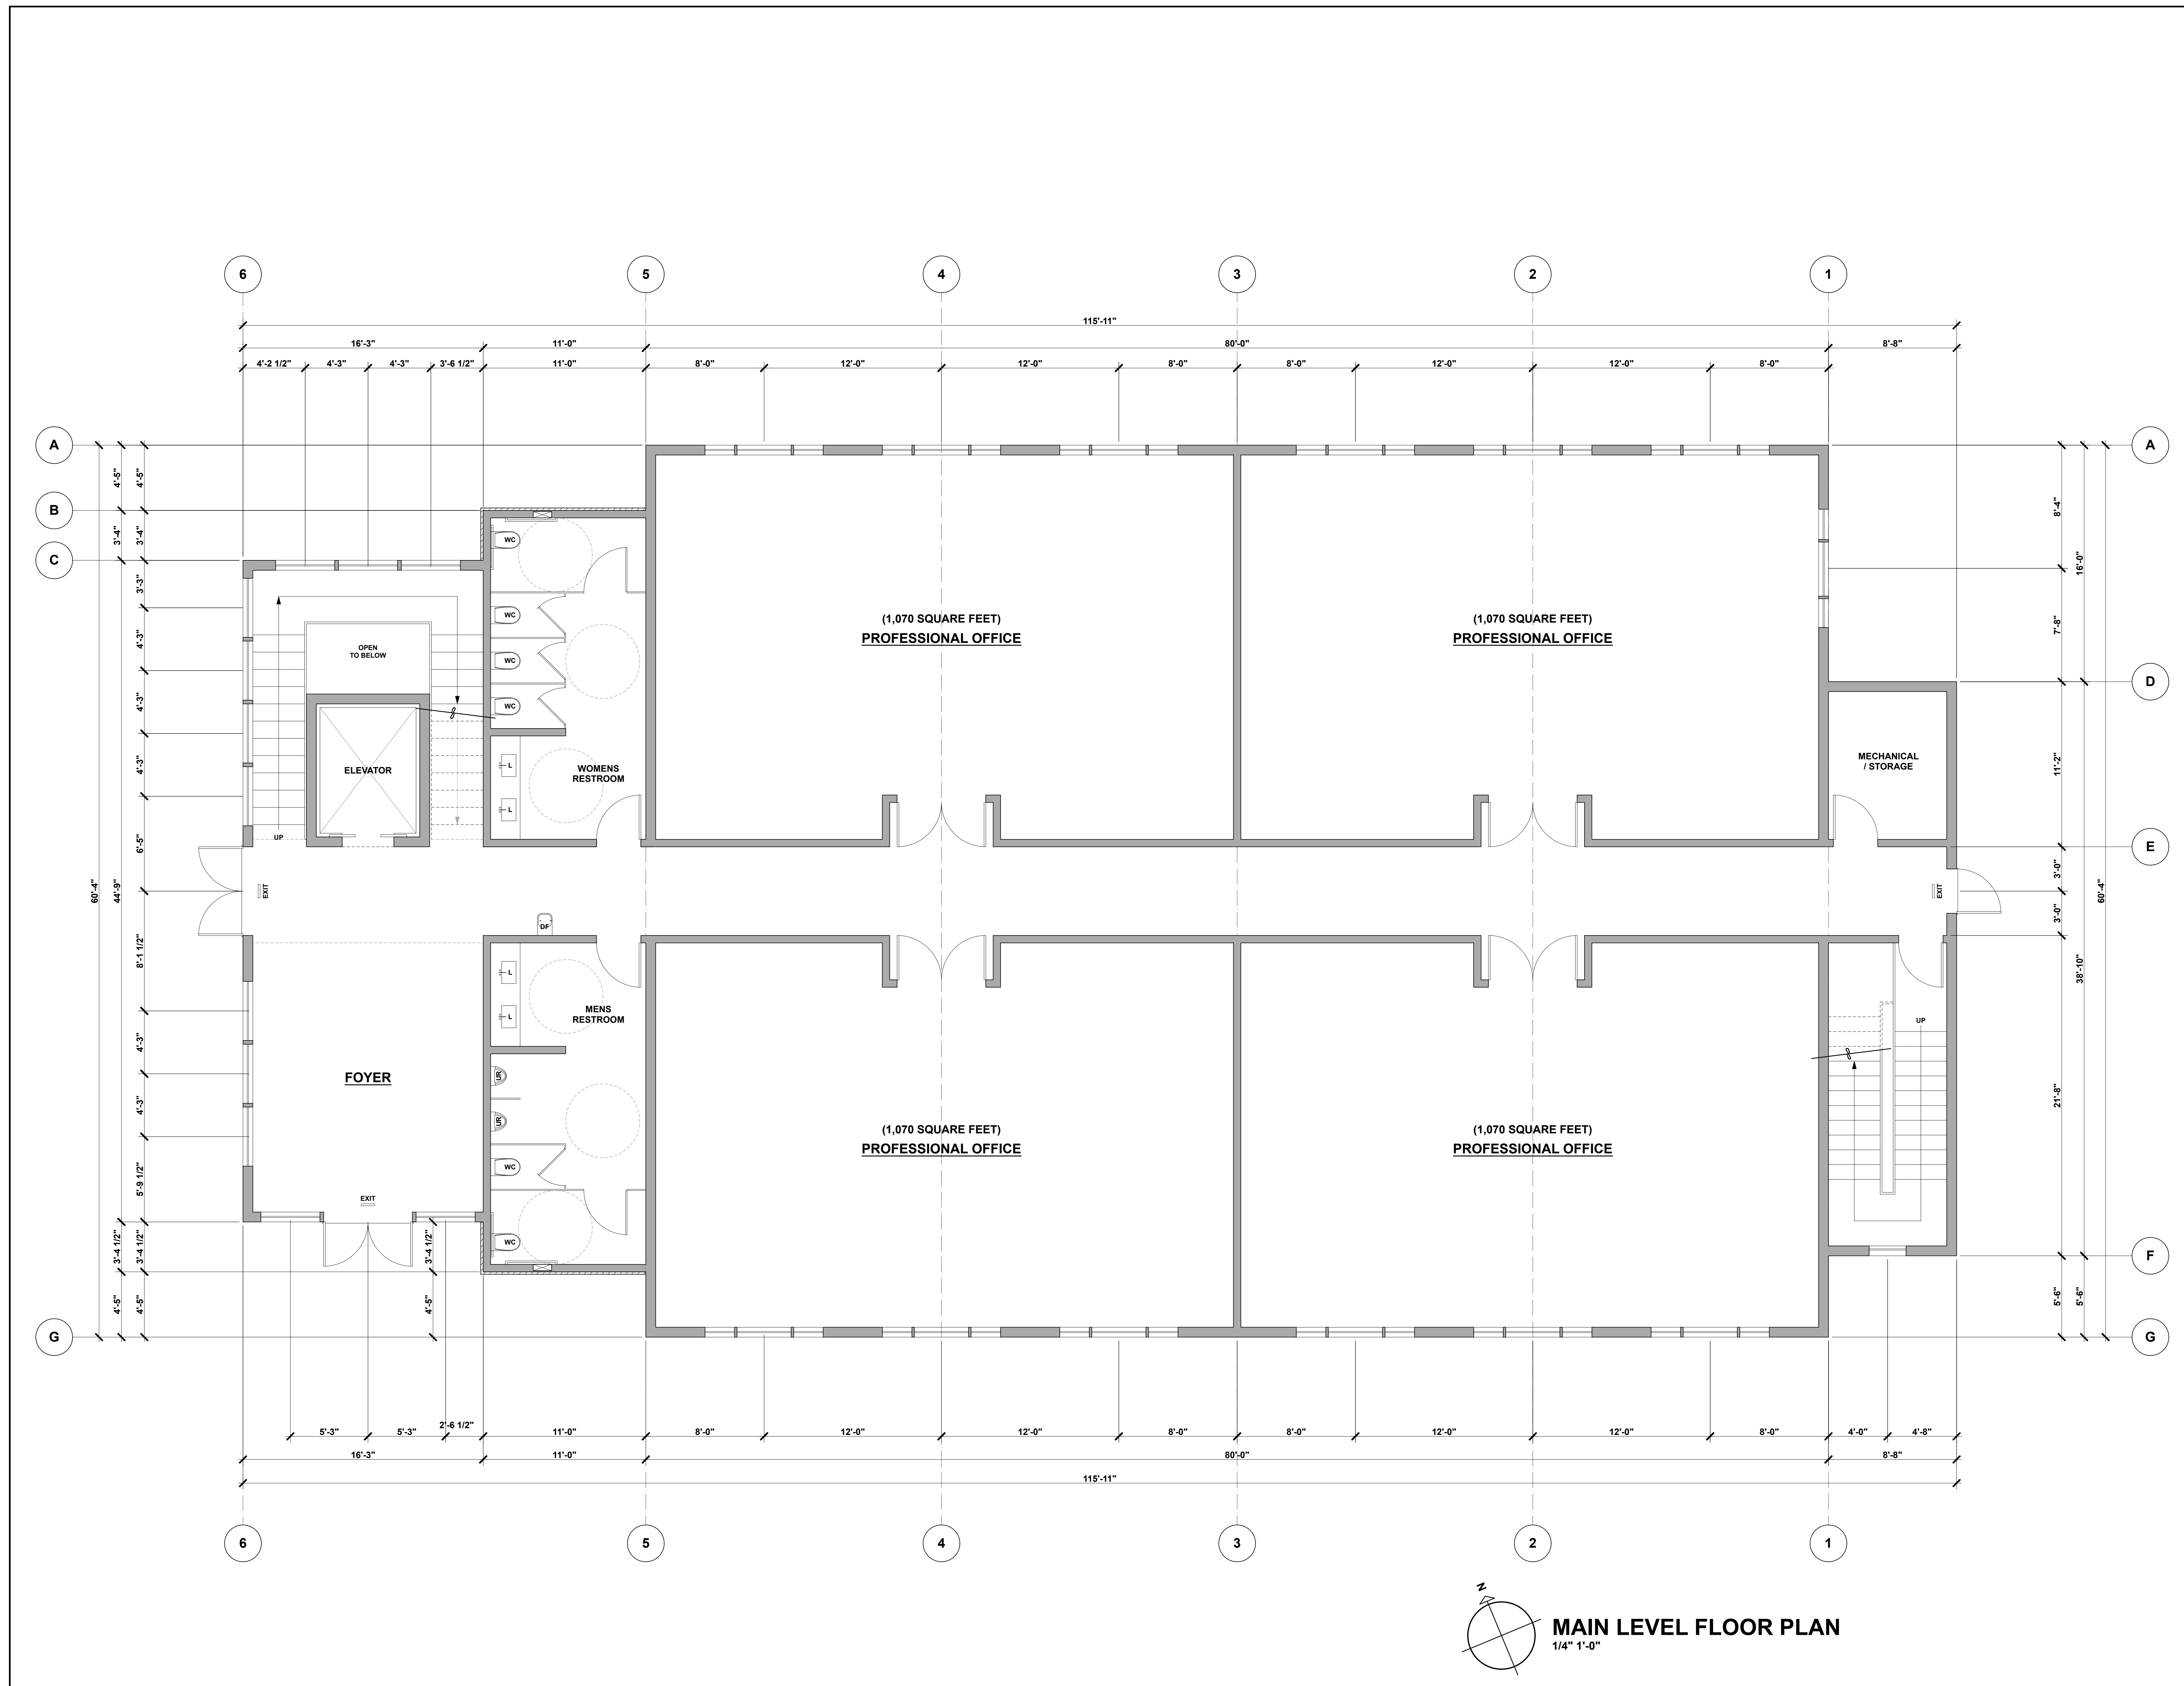 6 5 4 3 2 1
115'-11"
16'-3" 11'-0" 80'-0" 8'-8"
4'-2 1/2" 4'-3" 4'-3" 3'-6 1/2" 11'-0" 8'-0" 12'-0" 12'-0" 8'-0" 8'-0" 12'-0" 12'-0" 8'-0"
A A
B
C
D
E
F
G G
60'-4"
4'-5"
3'-4"
44'-9"
3'-4 1/2"
4'-5"
4'-5"
3'-4"
3'-3"
4'-3"
4'-3"
4'-3"
6'-5"
8'-1 1/2"
4'-3"
4'-3"
5'-9 1/2"
3'-4 1/2"
4'-5"
3'-4 1/2"
4'-5"
OPEN
TO BELOW
ELEVATOR
UP
EXIT
FOYER
EXIT
WC
WC
WC
WC
L
L
WOMENS
RESTROOM
DF
L
L
MENS
RESTROOM
UR
UR
WC
WC
(1,070 SQUARE FEET)
PROFESSIONAL OFFICE
(1,070 SQUARE FEET)
PROFESSIONAL OFFICE
(1,070 SQUARE FEET)
PROFESSIONAL OFFICE
(1,070 SQUARE FEET)
PROFESSIONAL OFFICE
MECHANICAL
/ STORAGE
EXIT
UP
8'-4"
7'-8"
11'-2"
3'-0"
3'-0"
21'-8"
5'-6"
16'-0"
38'-10"
5'-6"
60'-4"
5'-3" 5'-3" 2'-6 1/2" 11'-0" 8'-0" 12'-0" 12'-0" 8'-0" 8'-0" 12'-0" 12'-0" 8'-0" 4'-0" 4'-8"
16'-3" 11'-0" 80'-0" 8'-8"
115'-11"
6 5 4 3 2 1
N
MAIN LEVEL FLOOR PLAN
1/4" 1'-0"